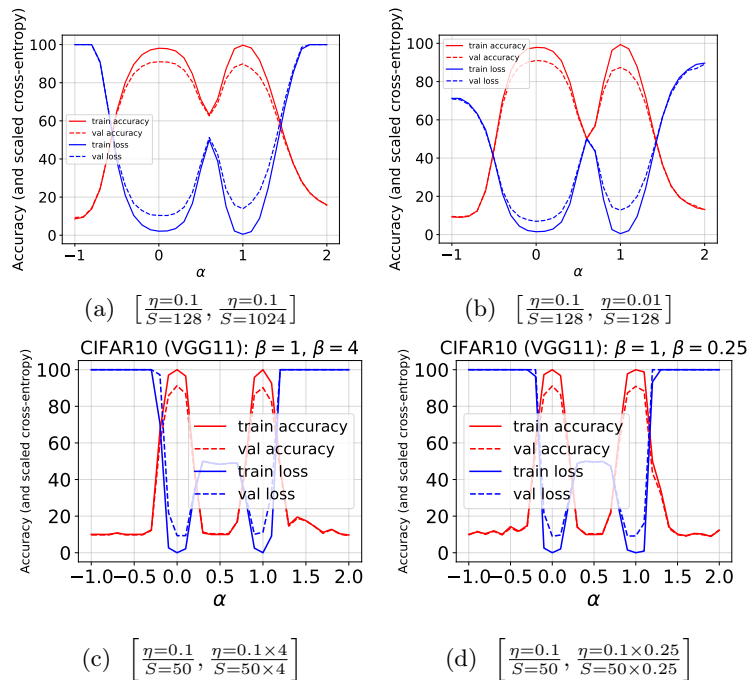 Accuracy (and scaled cross-entropy)
100
80
60
40
20
0
train accuracy
val accuracy
train loss
val loss
−1 0 1 2
α
(a) [η=0.1/S=128, η=0.1/S=1024]
Accuracy (and scaled cross-entropy)
100
80
60
40
20
0
train accuracy
val accuracy
train loss
val loss
−1 0 1 2
α
(b) [η=0.1/S=128, η=0.01/S=128]
CIFAR10 (VGG11): β = 1, β = 4
Accuracy (and scaled cross-entropy)
100
80
60
40
20
0
train accuracy
val accuracy
train loss
val loss
−1.0 −0.5 0.0 0.5 1.0 1.5 2.0
α
(c) [η=0.1/S=50, η=0.1×4/S=50×4]
CIFAR10 (VGG11): β = 1, β = 0.25
Accuracy (and scaled cross-entropy)
100
80
60
40
20
0
train accuracy
val accuracy
train loss
val loss
−1.0 −0.5 0.0 0.5 1.0 1.5 2.0
α
(d) [η=0.1/S=50, η=0.1×0.25/S=50×0.25]